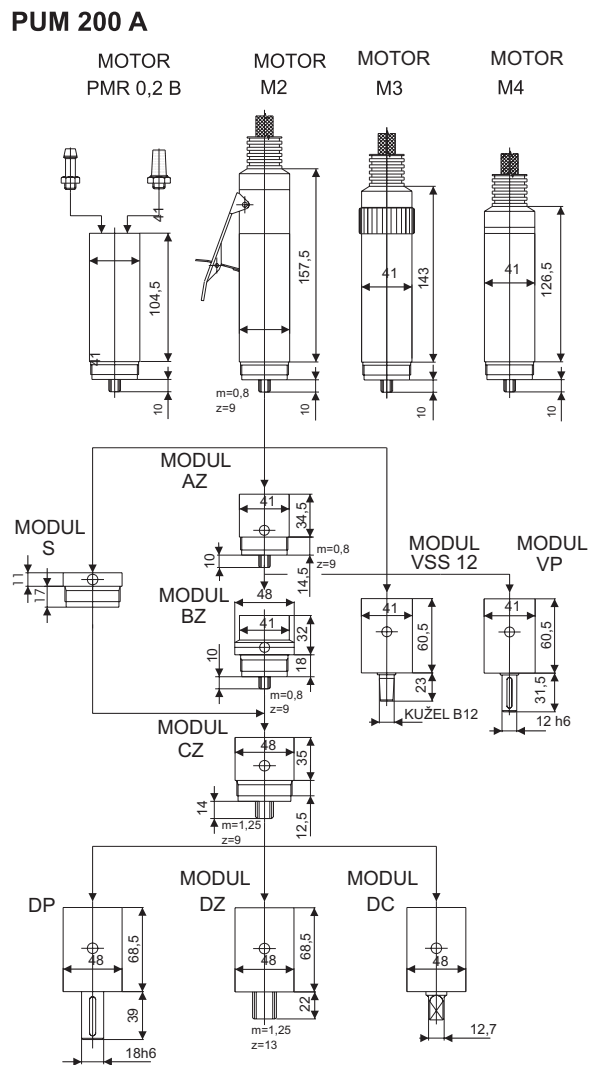 PUM 200 A
MOTOR
PMR 0,2 B
MOTOR
M2
MOTOR
M3
MOTOR
M4
41
104,5
41
10
157,5
m=0,8
z=9
10
41
143
10
41
126,5
10
MODUL
AZ
41
34,5
10
14,5
m=0,8
z=9
MODUL
S
11
17
MODUL
BZ
48
41
32
18
10
m=0,8
z=9
MODUL
VSS 12
41
60,5
23
KUŽEL B12
MODUL
VP
41
60,5
31,5
12 h6
MODUL
CZ
48
35
14
12,5
m=1,25
z=9
DP
48
68,5
39
18h6
MODUL
DZ
48
68,5
22
m=1,25
z=13
MODUL
DC
48
12,7